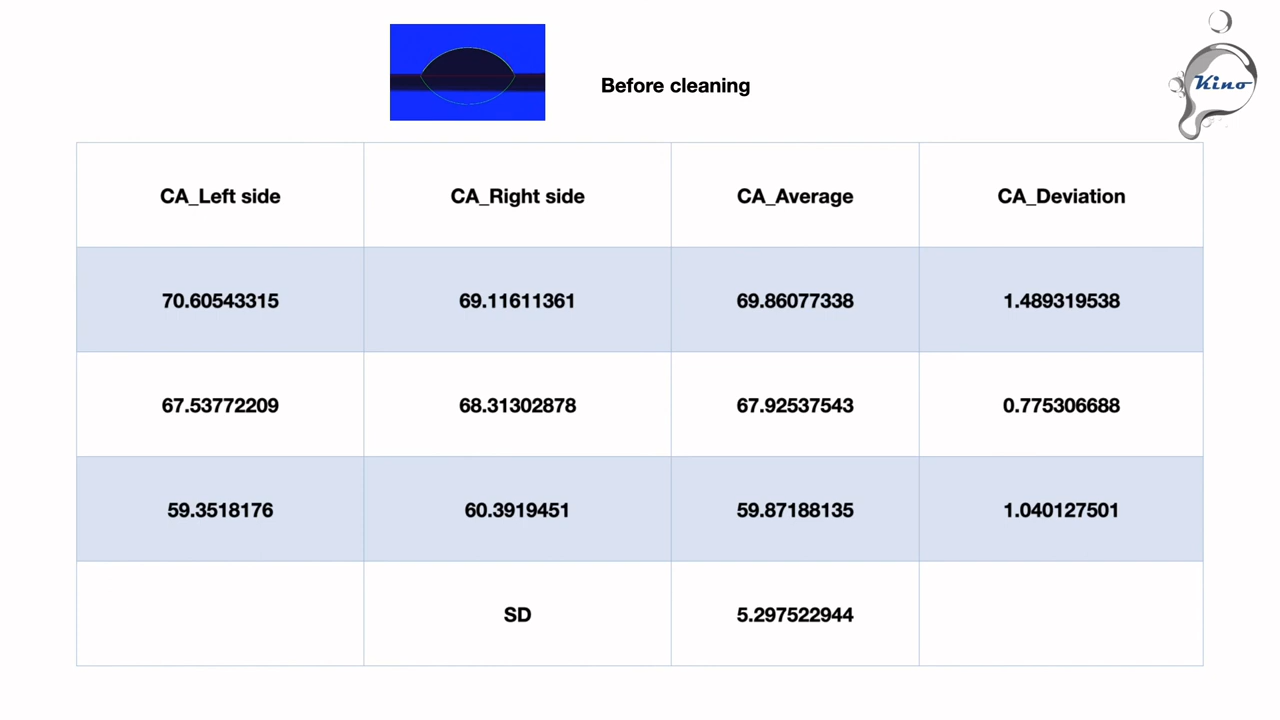 Before cleaning
Kino
CA_Left side CA_Right side CA_Average CA_Deviation
70.60543315 69.11611361 69.86077338 1.489319538
67.53772209 68.31302878 67.92537543 0.775306688
59.3518176 60.3919451 59.87188135 1.040127501
SD 5.297522944